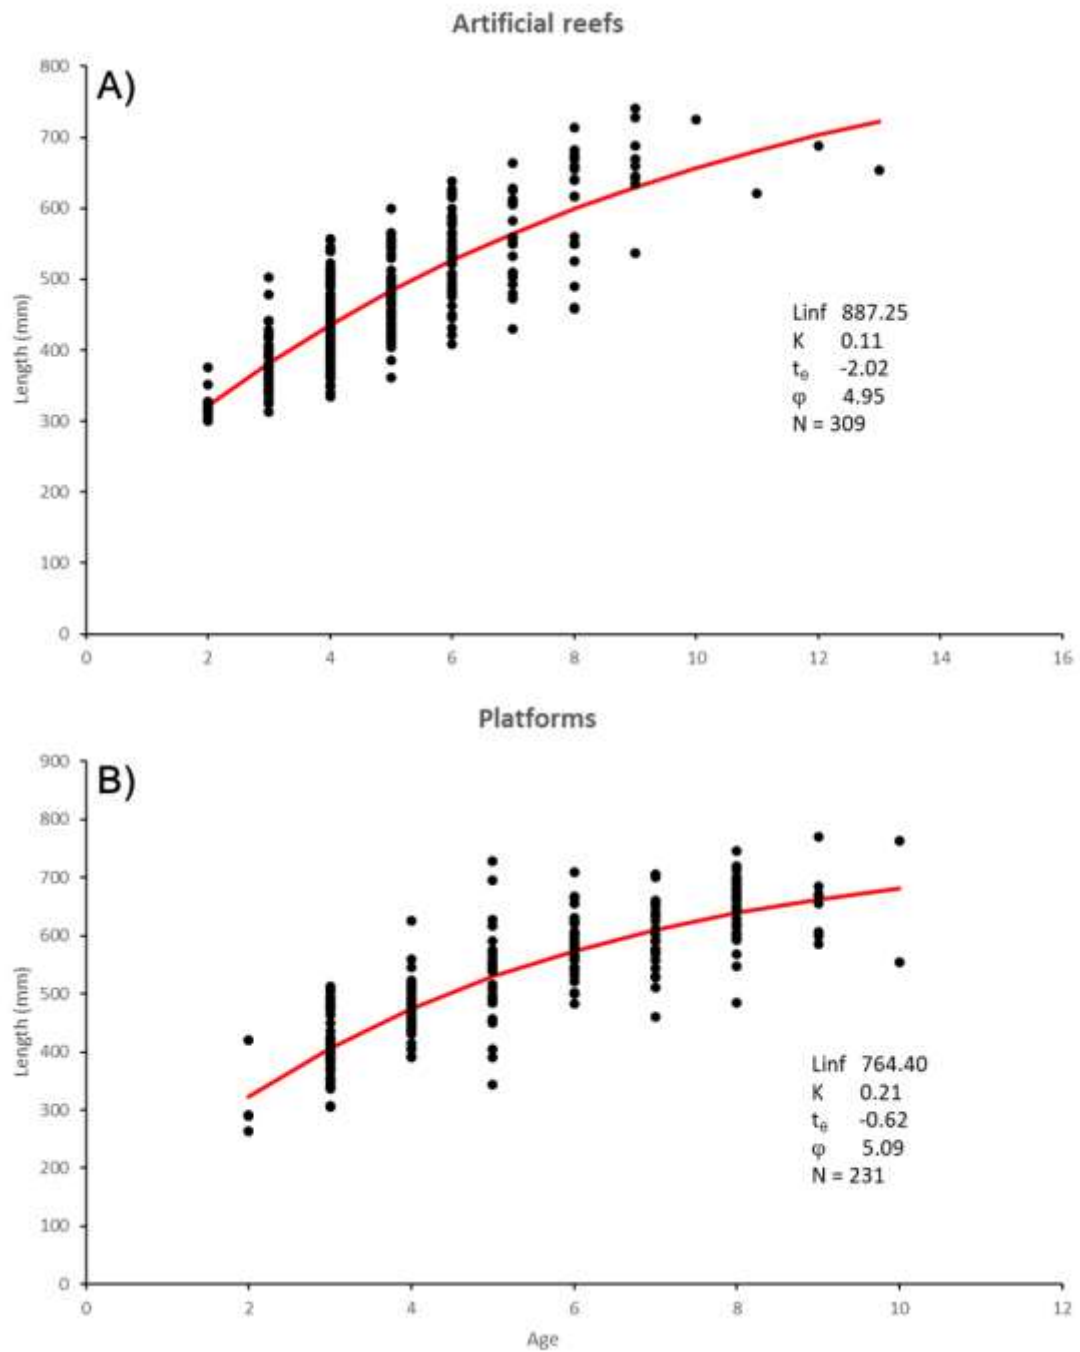 Artificial reefs
A)
800
700
600
500
400
300
200
100
0
Length (mm)
0 2 4 6 8 10 12 14 16
Linf 887.25
K 0.11
tθ -2.02
φ 4.95
N = 309
Platforms
B)
900
800
700
600
500
400
300
200
100
0
Length (mm)
0 2 4 6 8 10 12
Age
Linf 764.40
K 0.21
tθ -0.62
φ 5.09
N = 231